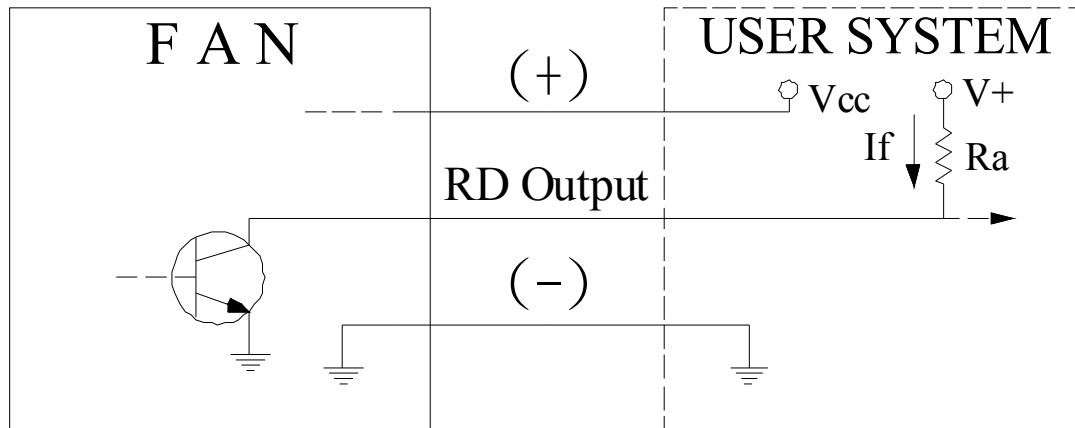 F A N
USER SYSTEM
(+)
Vcc
V+
If
Ra
RD Output
(-)